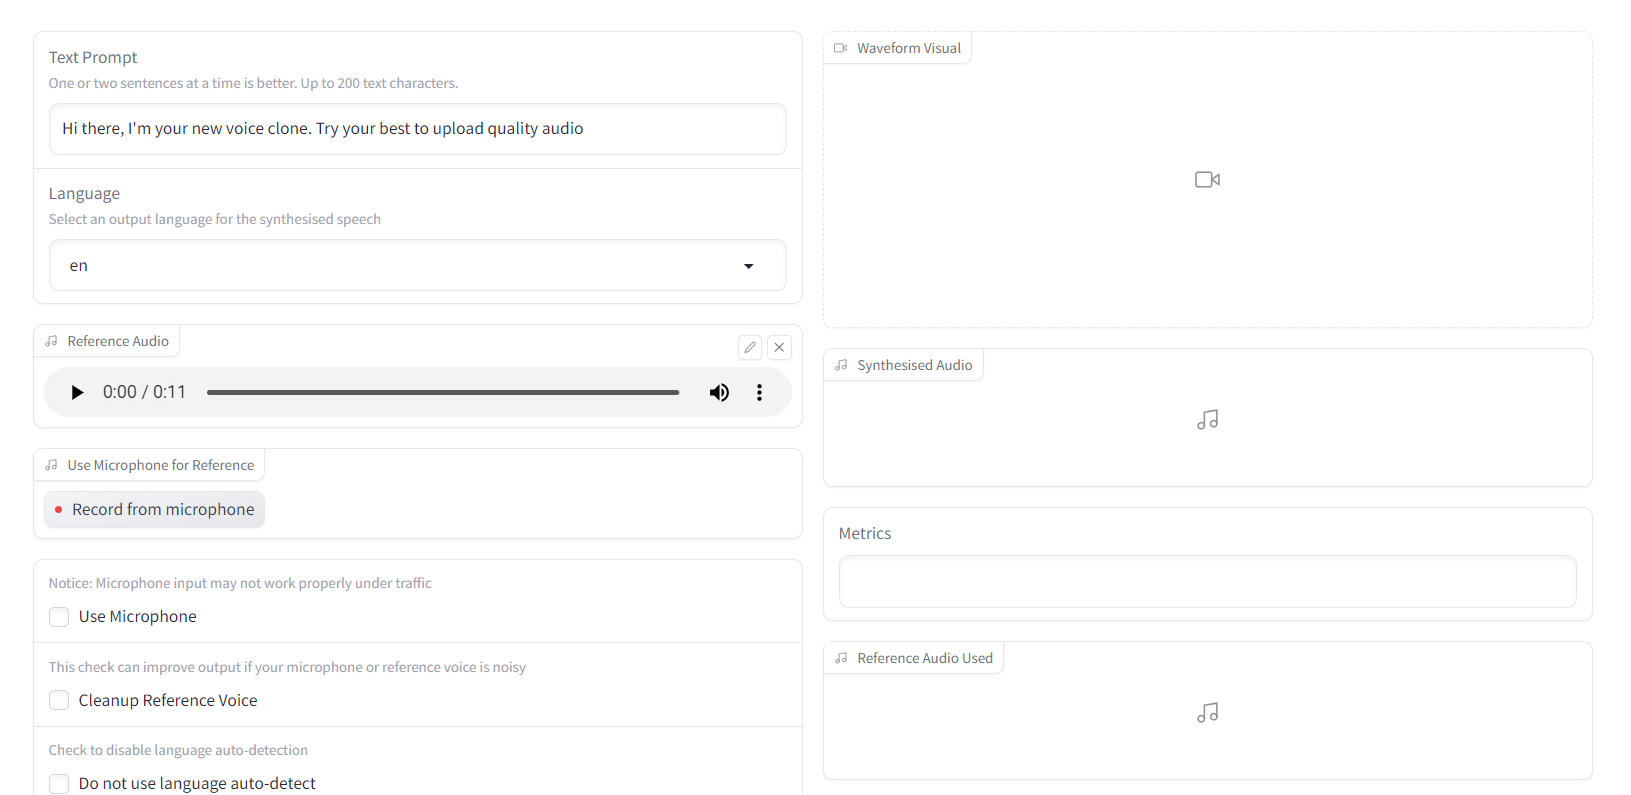 Text Prompt
One or two sentences at a time is better. Up to 200 text characters.
Hi there, I'm your new voice clone. Try your best to upload quality audio
Language
Select an output language for the synthesised speech
en
Reference Audio
0:00 / 0:11
Use Microphone for Reference
Record from microphone
Notice: Microphone input may not work properly under traffic
Use Microphone
This check can improve output if your microphone or reference voice is noisy
Cleanup Reference Voice
Check to disable language auto-detection
Do not use language auto-detect
Waveform Visual
Synthesised Audio
Metrics
Reference Audio Used